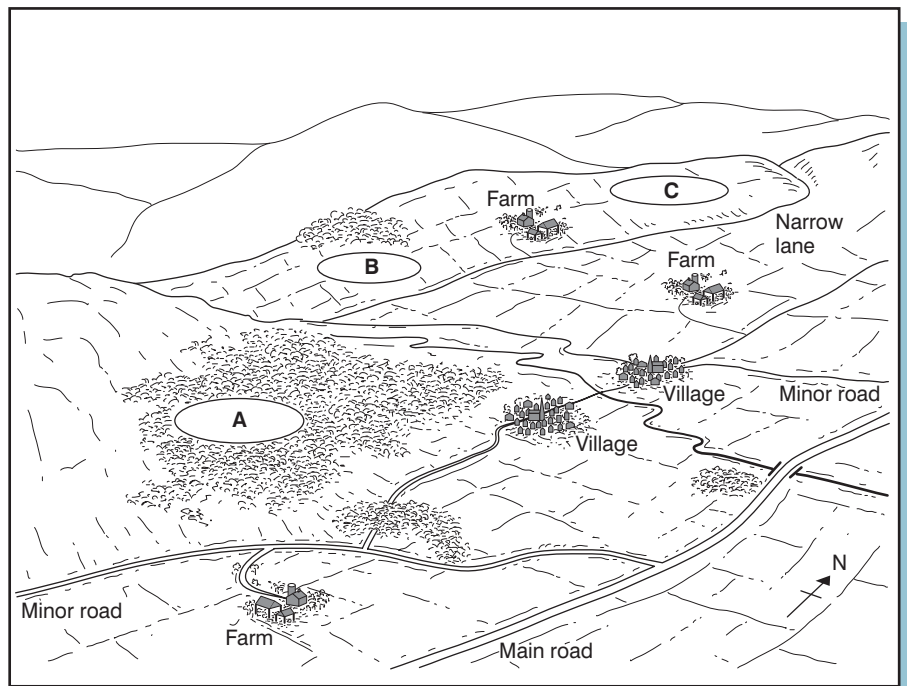 C
Farm
Narrow
lane
B
Farm
A
Village
Minor road
Village
N
Minor road
Farm
Main road